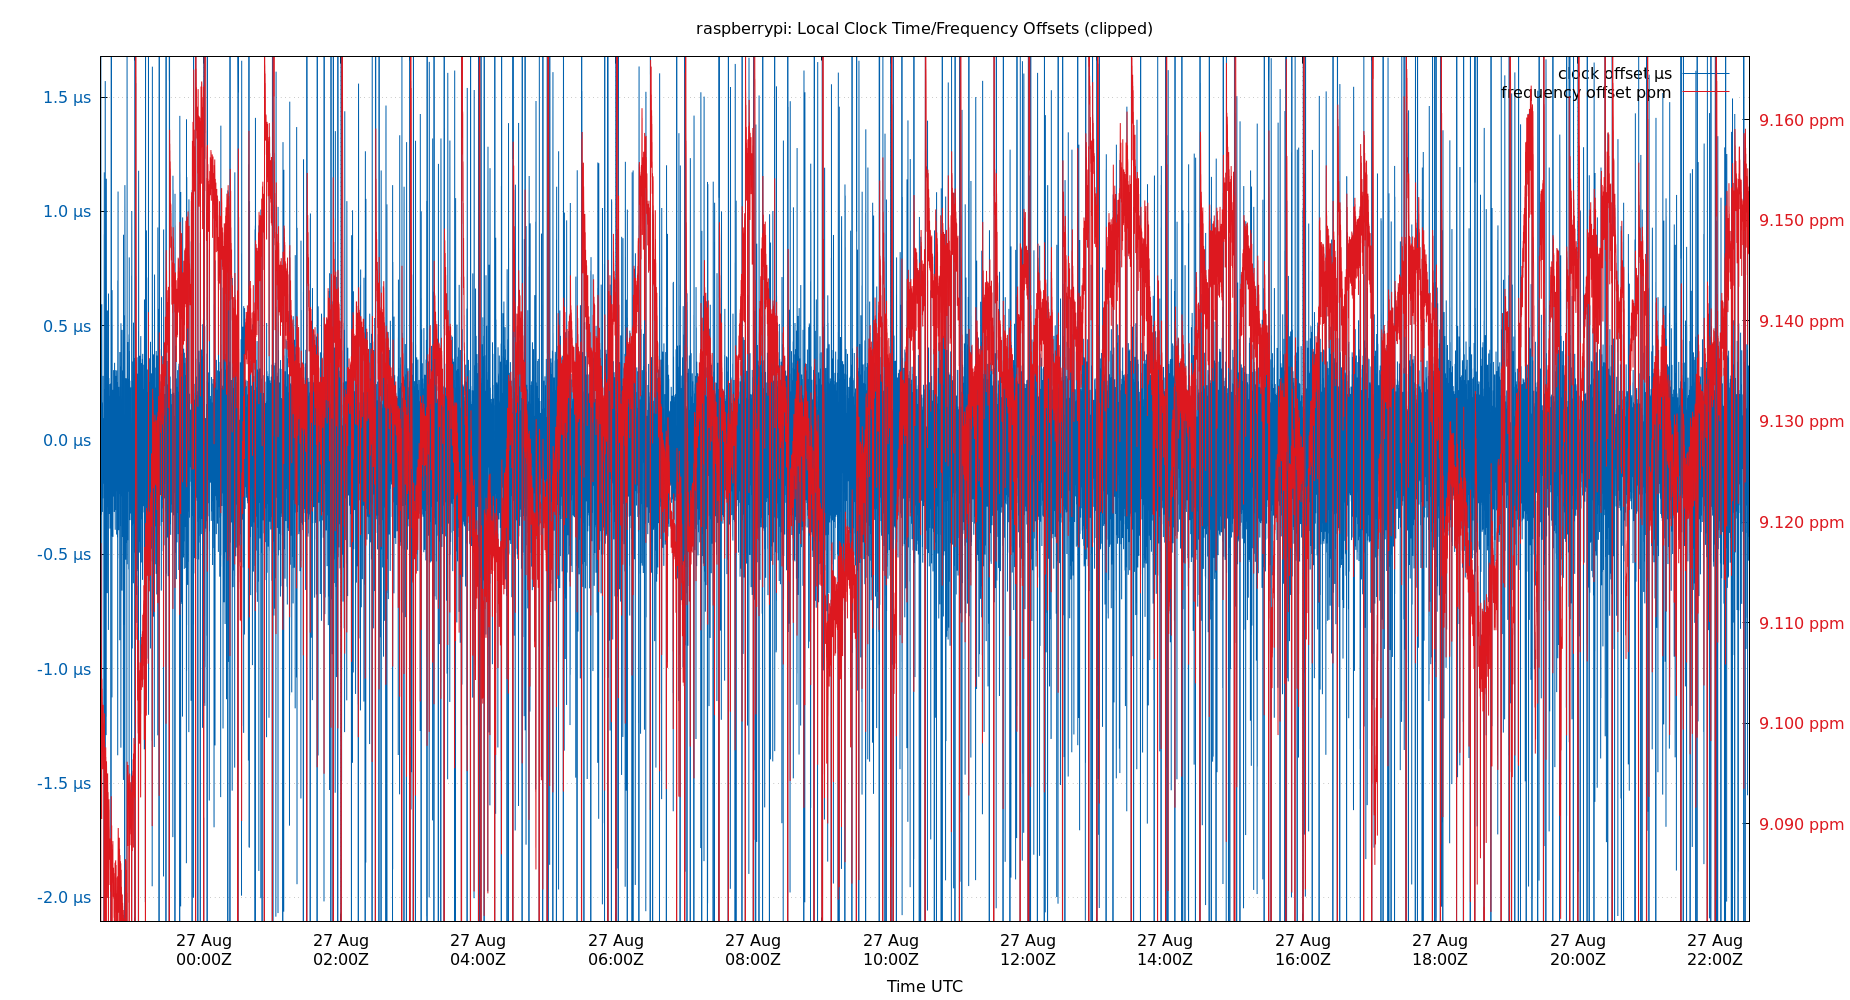 raspberrypi: Local Clock Time/Frequency Offsets (clipped)
clock offset µs
frequency offset ppm
1.5 µs
1.0 µs
0.5 µs
0.0 µs
-0.5 µs
-1.0 µs
-1.5 µs
-2.0 µs
9.160 ppm
9.150 ppm
9.140 ppm
9.130 ppm
9.120 ppm
9.110 ppm
9.100 ppm
9.090 ppm
27 Aug 27 Aug 27 Aug 27 Aug 27 Aug 27 Aug 27 Aug 27 Aug 27 Aug 27 Aug 27 Aug 27 Aug
00:00Z 02:00Z 04:00Z 06:00Z 08:00Z 10:00Z 12:00Z 14:00Z 16:00Z 18:00Z 20:00Z 22:00Z
Time UTC